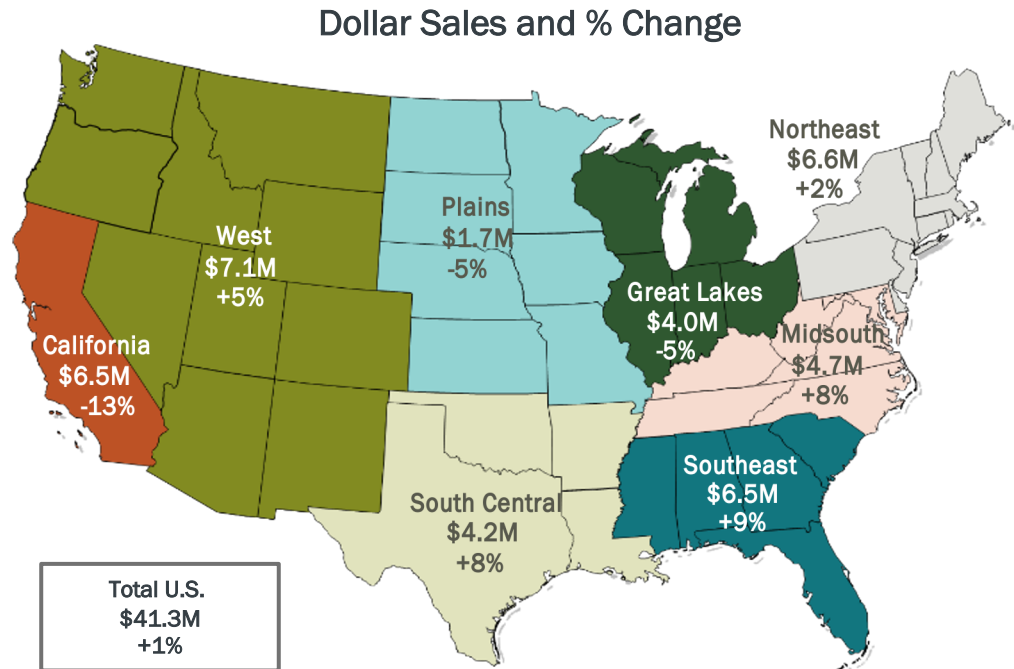 Dollar Sales and % Change
Northeast
$6.6M
+2%
West
$7.1M
+5%
Plains
$1.7M
-5%
Great Lakes
$4.0M
-5%
California
$6.5M
-13%
Midsouth
$4.7M
+8%
Southeast
$6.5M
+9%
South Central
$4.2M
+8%
Total U.S.
$41.3M
+1%